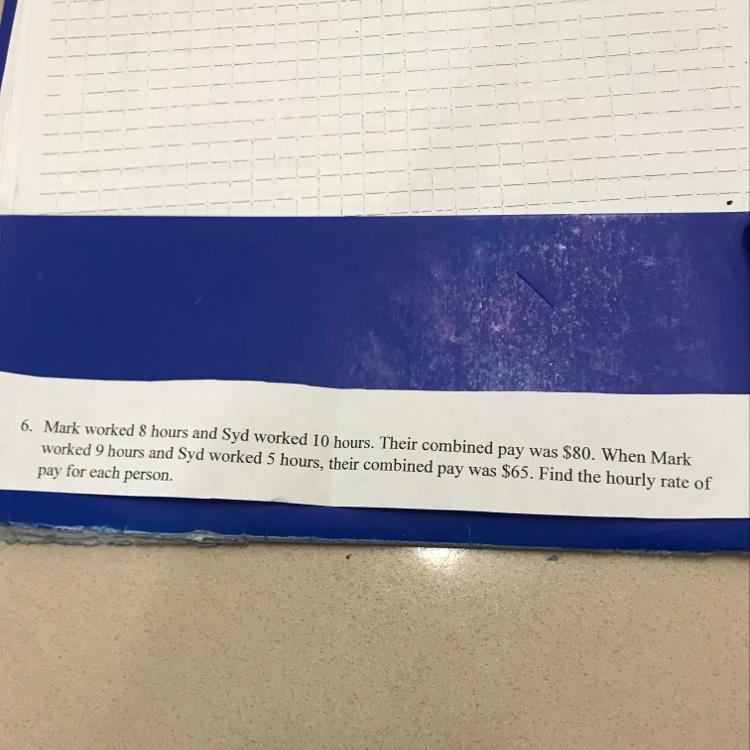 6. Mark worked 8 hours and Syd worked 10 hours. Their combined pay was $80. When Mark
worked 9 hours and Syd worked 5 hours, their combined pay was $65. Find the hourly rate of
pay for each person.